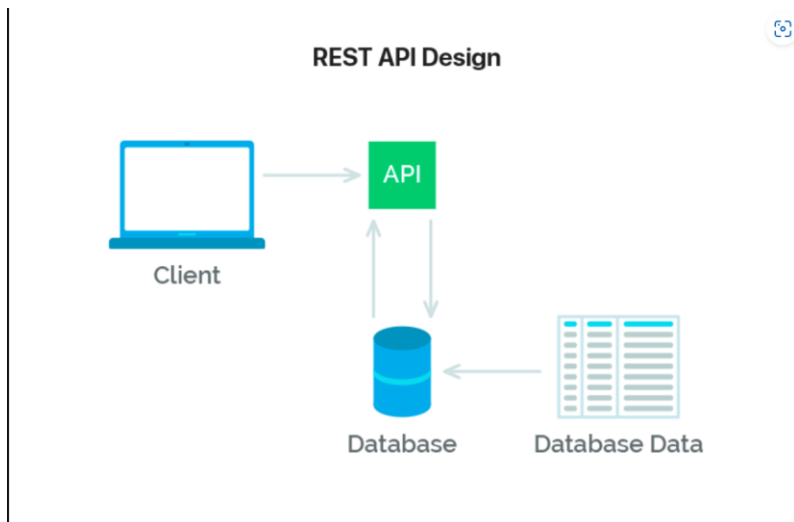 REST API Design
API
Client
Database
Database Data